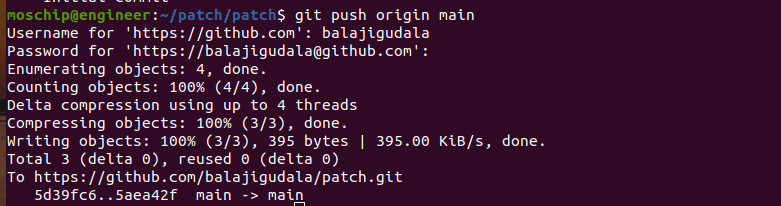 moschip@engineer:~/patch/patch$ git push origin main
Username for 'https://github.com': balajigudala
Password for 'https://balajigudala@github.com':
Enumerating objects: 4, done.
Counting objects: 100% (4/4), done.
Delta compression using up to 4 threads
Compressing objects: 100% (3/3), done.
Writing objects: 100% (3/3), 395 bytes | 395.00 KiB/s, done.
Total 3 (delta 0), reused 0 (delta 0)
To https://github.com/balajigudala/patch.git
   5d39fc6..5aea42f  main -> main